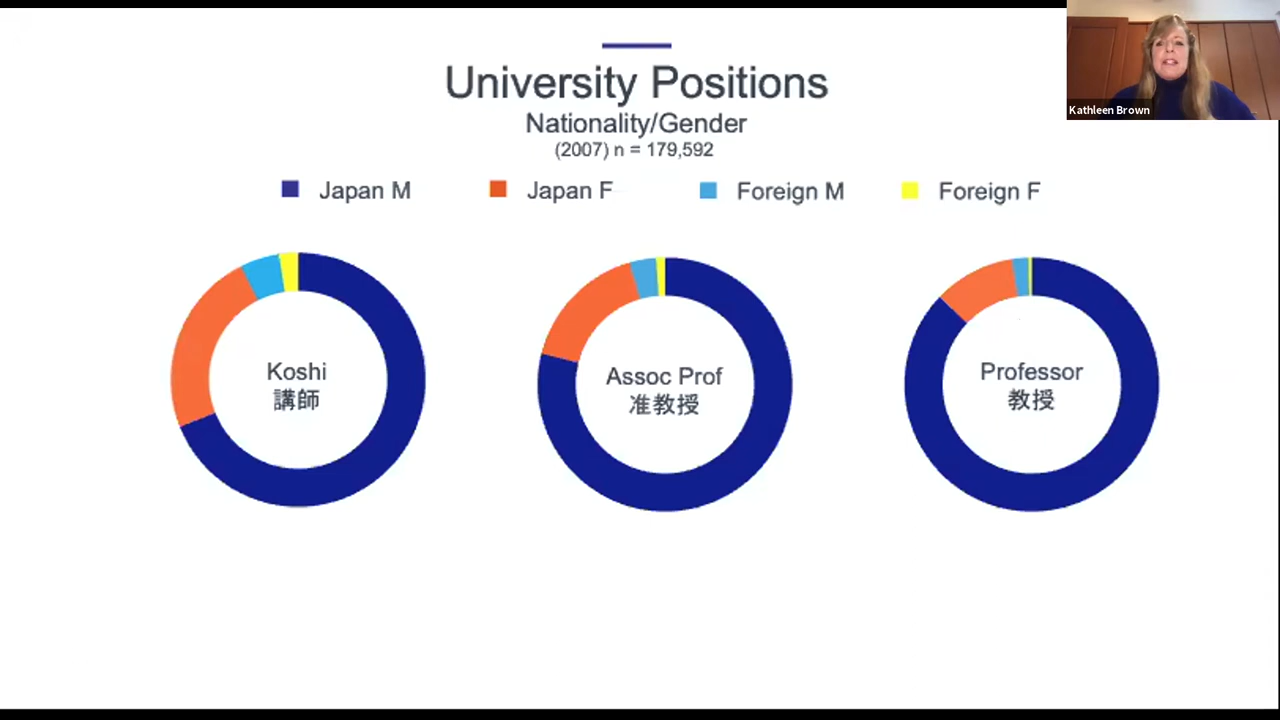 University Positions
Nationality/Gender
(2007) n = 179,592
Japan M
Japan F
Foreign M
Foreign F
Koshi
講師
Assoc Prof
准教授
Professor
教授
Kathleen Brown